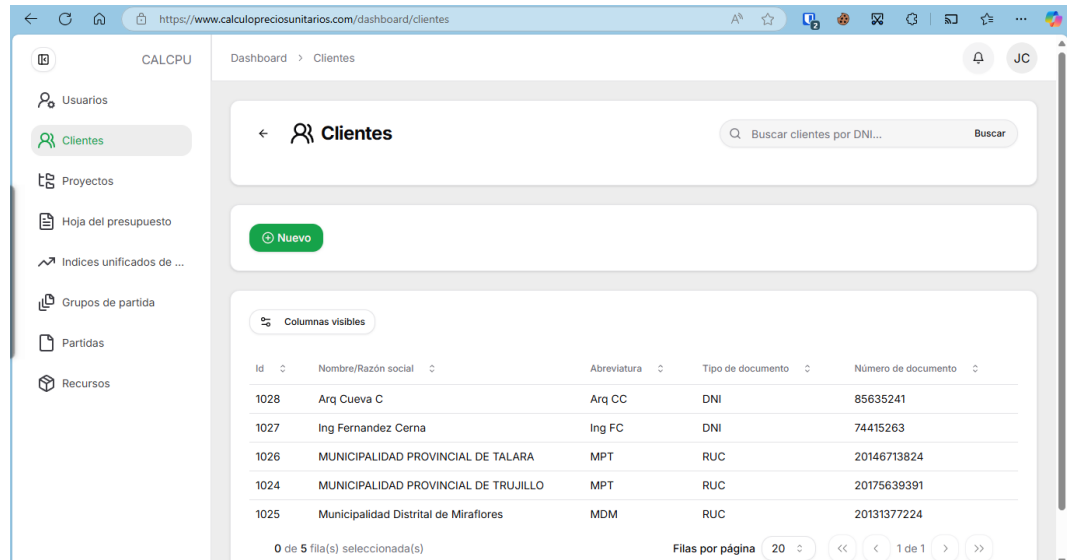 https://www.calculopreciosunitarios.com/dashboard/clientes
2
CALCPU
Dashboard > Clientes
JC
Usuarios
Clientes
Proyectos
Hoja del presupuesto
Indices unificados de ...
Grupos de partida
Partidas
Recursos
Clientes
Buscar clientes por DNI...
Buscar
Nuevo
Columnas visibles
Id Nombre/Razón social Abreviatura Tipo de documento Número de documento
1028 Arq Cueva C Arq CC DNI 85635241
1027 Ing Fernandez Cerna Ing FC DNI 74415263
1026 MUNICIPALIDAD PROVINCIAL DE TALARA MPT RUC 20146713824
1024 MUNICIPALIDAD PROVINCIAL DE TRUJILLO MPT RUC 20175639391
1025 Municipalidad Distrital de Miraflores MDM RUC 20131377224
0 de 5 fila(s) seleccionada(s) Filas por página 20 << < 1 de 1 > >>